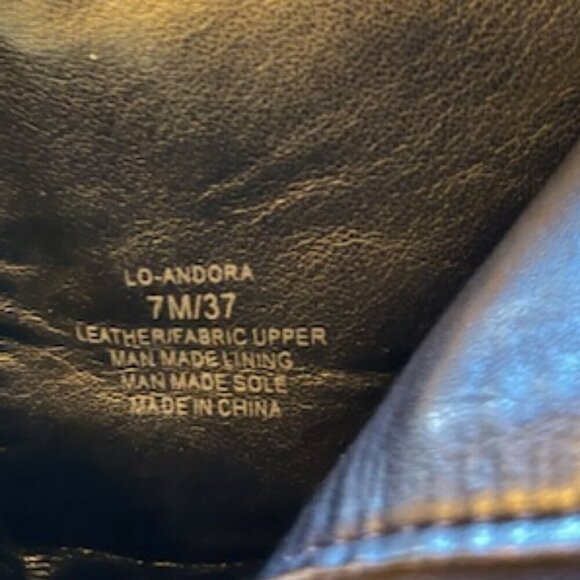 LO-ANDORA
7M/37
LEATHER/FABRIC UPPER
MAN MADE LINING
MAN MADE SOLE
MADE IN CHINA